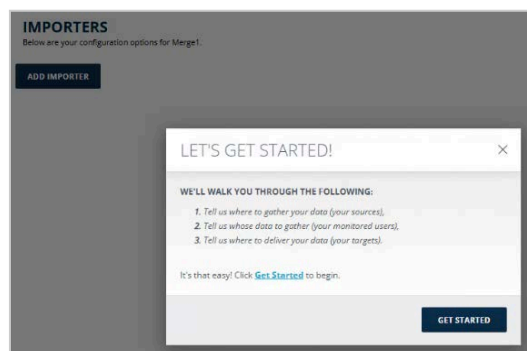 IMPORTERS
Below are your configuration options for Merge1.
ADD IMPORTER
LET'S GET STARTED!
WE'LL WALK YOU THROUGH THE FOLLOWING:
1. Tell us where to gather your data (your sources),
2. Tell us whose data to gather (your monitored users),
3. Tell us where to deliver your data (your targets).
It's that easy! Click Get Started to begin.
GET STARTED